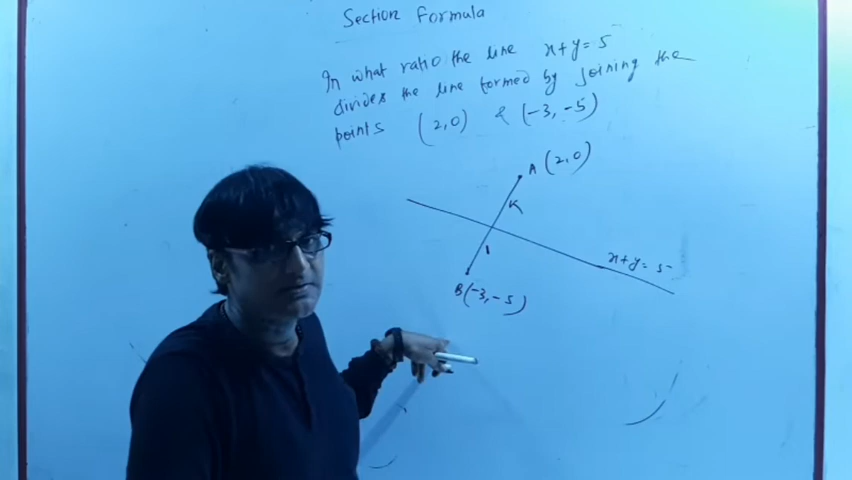 Section Formula
In what ratio the line x+y=5
divides the line formed by Joining the
points (2,0) & (-3,-5)
A (2,0)
K
1
x+y=5
B(-3,-5)